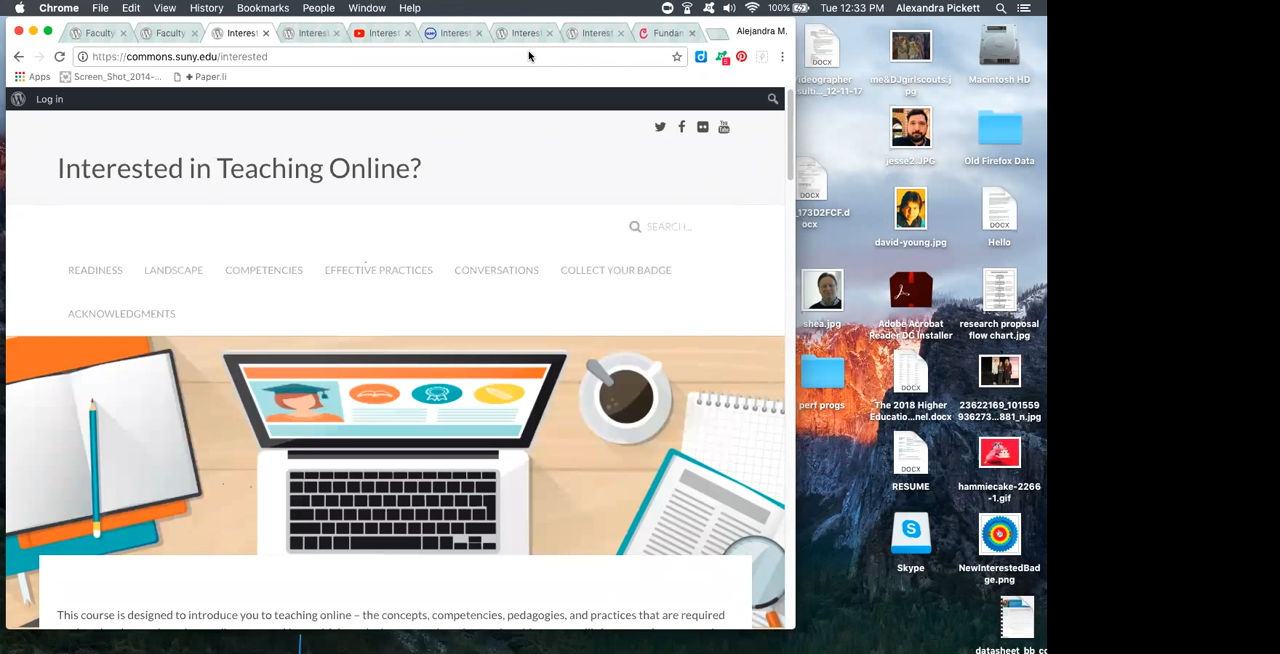 Chrome File Edit View History Bookmarks People Window Help 100% Tue 12:33 PM Alexandra Pickett
Faculty Faculty Interest Interest Interest Interest Interest Interest Fundan Alejandra M.
https://commons.suny.edu/interested
Apps Screen_Shot_2014-... + Paper.li
Log in
Interested in Teaching Online?
SEARCH...
READINESS LANDSCAPE COMPETENCIES EFFECTIVE PRACTICES CONVERSATIONS COLLECT YOUR BADGE
ACKNOWLEDGMENTS
This course is designed to introduce you to teaching online – the concepts, competencies, pedagogies, and practices that are required
DOCX
_12-11-17
me&DJgirlscouts.j
pg
Macintosh HD
jesse2.JPG
Old Firefox Data
_173D2FCF.d
ocx
david-young.jpg
DOCX
Hello
shea.jpg
Adobe Acrobat
Reader DC Installer
research proposal
flow chart.jpg
perf progs
DOCX
The 2018 Higher
Educatio...nel.docx
23622169_101559
936273...881_n.jpg
DOCX
RESUME
hammiecake-2266
-1.gif
Skype
NewInterestedBad
ge.png